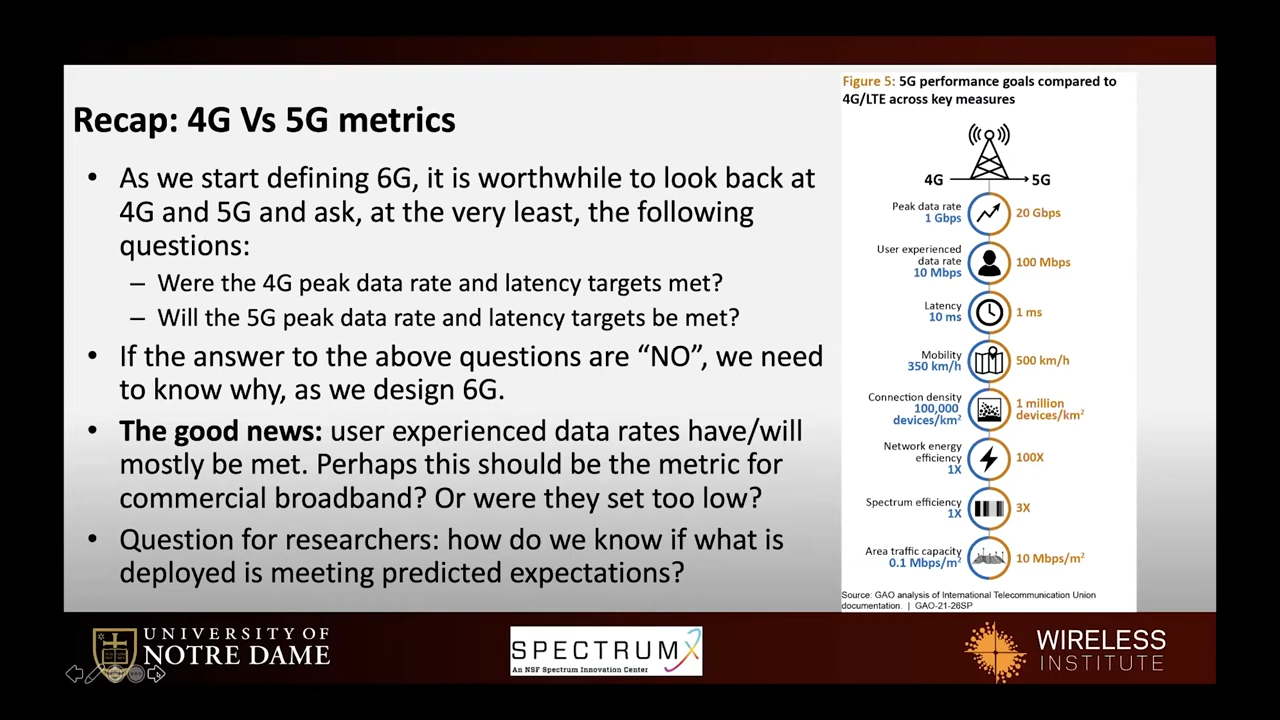 Recap: 4G Vs 5G metrics
• As we start defining 6G, it is worthwhile to look back at
4G and 5G and ask, at the very least, the following
questions:
– Were the 4G peak data rate and latency targets met?
– Will the 5G peak data rate and latency targets be met?
• If the answer to the above questions are “NO”, we need
to know why, as we design 6G.
• The good news: user experienced data rates have/will
mostly be met. Perhaps this should be the metric for
commercial broadband? Or were they set too low?
• Question for researchers: how do we know if what is
deployed is meeting predicted expectations?
Figure 5: 5G performance goals compared to
4G/LTE across key measures
4G 5G
Peak data rate
1 Gbps 20 Gbps
User experienced
data rate
10 Mbps 100 Mbps
Latency
10 ms 1 ms
Mobility
350 km/h 500 km/h
Connection density
100,000
devices/km²
1 million
devices/km²
Network energy
efficiency
1X 100X
Spectrum efficiency
1X 3X
Area traffic capacity
0.1 Mbps/m² 10 Mbps/m²
Source: GAO analysis of International Telecommunication Union
documentation. | GAO-21-26SP
UNIVERSITY OF
NOTRE DAME
SPECTRUMX
An NSF Spectrum Innovation Center
WIRELESS
INSTITUTE